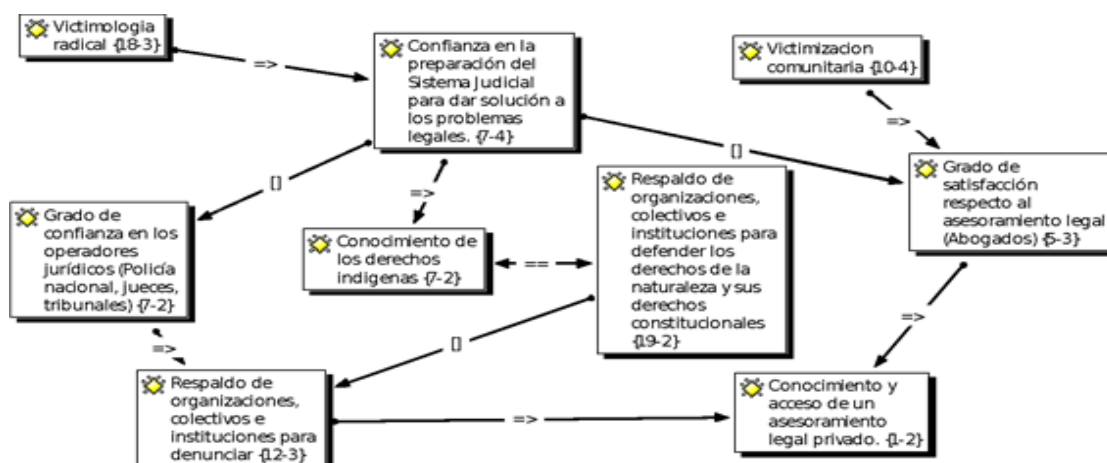 Victimologia
radical {18-3}
=>
Confianza en la
preparación del
Sistema Judicial
para dar solución a
los problemas
legales. {7-4}
Victimizacion
comunitaria {10-4}
=>
[]
[]
=>
Grado de
satisfacción
respecto al
asesoramiento legal
(Abogados) {5-3}
Grado de
confianza en los
operadores
jurídicos (Policía
nacional, jueces,
tribunales) {7-2}
Conocimiento de
los derechos
indigenas {7-2}
==
Respaldo de
organizaciones,
colectivos e
instituciones para
defender los
derechos de la
naturaleza y sus
derechos
constitucionales
{19-2}
=>
[]
=>
Respaldo de
organizaciones,
colectivos e
instituciones para
denunciar {12-3}
=>
Conocimiento y
acceso de un
asesoramiento
legal privado. {1-2}